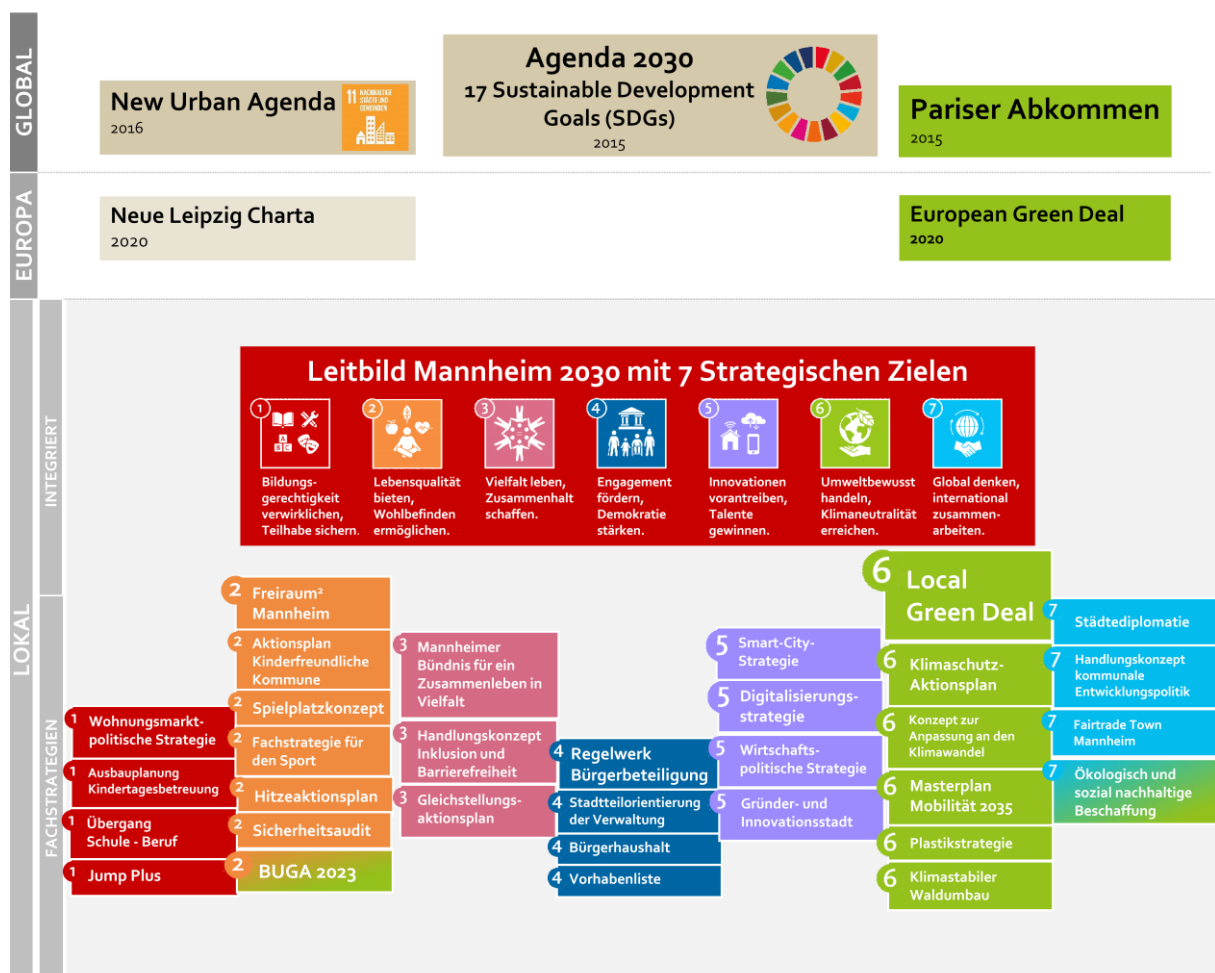 GLOBAL
New Urban Agenda
2016
11 NACHHALTIGE
STÄDTE UND
GEMEINDEN
Agenda 2030
17 Sustainable Development
Goals (SDGs)
2015
Pariser Abkommen
2015
EUROPA
Neue Leipzig Charta
2020
European Green Deal
2020
LOKAL
INTEGRIERT
Leitbild Mannheim 2030 mit 7 Strategischen Zielen
1
A
B C
Bildungs-
gerechtigkeit
verwirklichen,
Teilhabe sichern.
2
Lebensqualität
bieten,
Wohlbefinden
ermöglichen.
3
Vielfalt leben,
Zusammenhalt
schaffen.
4
Engagement
fördern,
Demokratie
stärken.
5
Innovationen
vorantreiben,
Talente
gewinnen.
6
Umweltbewusst
handeln,
Klimaneutralität
erreichen.
7
Global denken,
international
zusammen-
arbeiten.
FACHSTRATEGIEN
1 Wohnungsmarkt-
politische Strategie
1 Ausbauplanung
Kindertagesbetreuung
1 Übergang
Schule - Beruf
1 Jump Plus
2 Freiraum²
Mannheim
2 Aktionsplan
Kinderfreundliche
Kommune
2 Spielplatzkonzept
2 Fachstrategie für
den Sport
2 Hitzeaktionsplan
2 Sicherheitsaudit
2 BUGA 2023
3 Mannheimer
Bündnis für ein
Zusammenleben in
Vielfalt
3 Handlungskonzept
Inklusion und
Barrierefreiheit
3 Gleichstellungs-
aktionsplan
4 Regelwerk
Bürgerbeteiligung
4 Stadtteilorientierung
der Verwaltung
4 Bürgerhaushalt
4 Vorhabenliste
5 Smart-City-
Strategie
5 Digitalisierungs-
strategie
5 Wirtschafts-
politische Strategie
5 Gründer- und
Innovationsstadt
6 Local
Green Deal
6 Klimaschutz-
Aktionsplan
6 Konzept zur
Anpassung an den
Klimawandel
6 Masterplan
Mobilität 2035
6 Plastikstrategie
6 Klimastabiler
Waldumbau
7 Städtediplomatie
7 Handlungskonzept
kommunale
Entwicklungspolitik
7 Fairtrade Town
Mannheim
7 Ökologisch und
sozial nachhaltige
Beschaffung